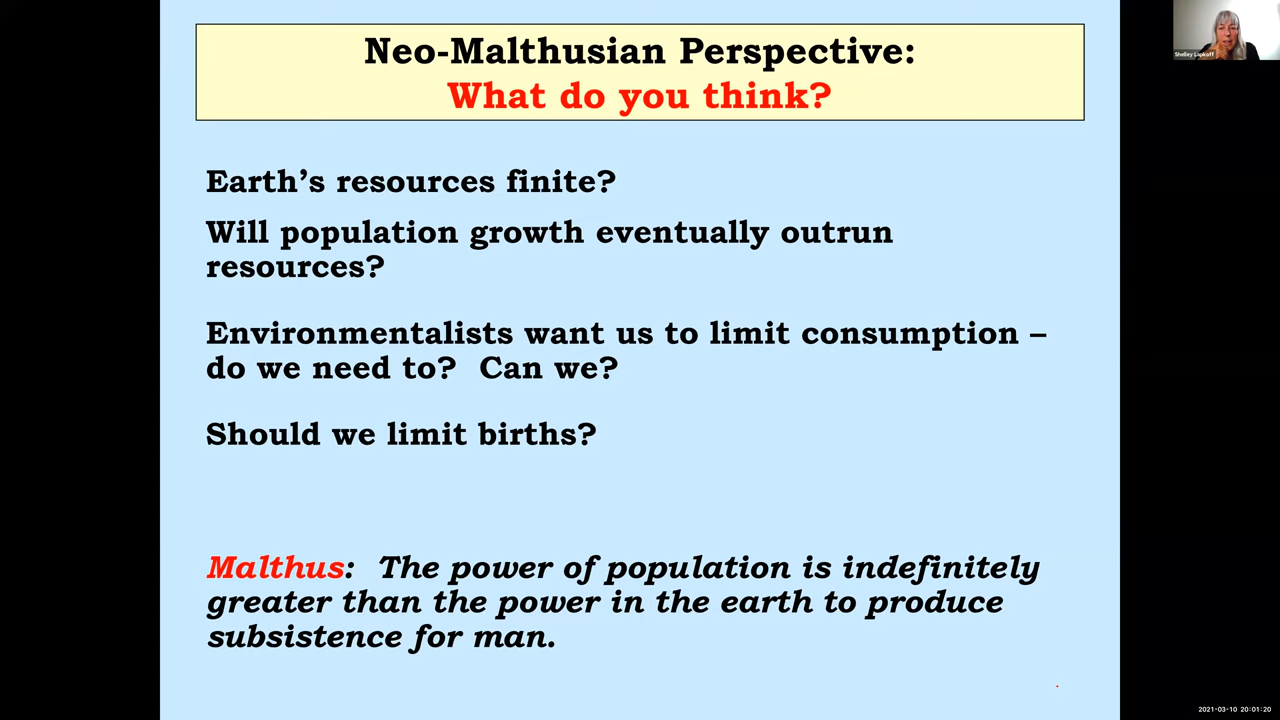 Neo-Malthusian Perspective:
What do you think?
Shelley Lapkoff
Earth's resources finite?
Will population growth eventually outrun
resources?
Environmentalists want us to limit consumption –
do we need to? Can we?
Should we limit births?
Malthus: The power of population is indefinitely
greater than the power in the earth to produce
subsistence for man.
2021-03-10 20:01:20